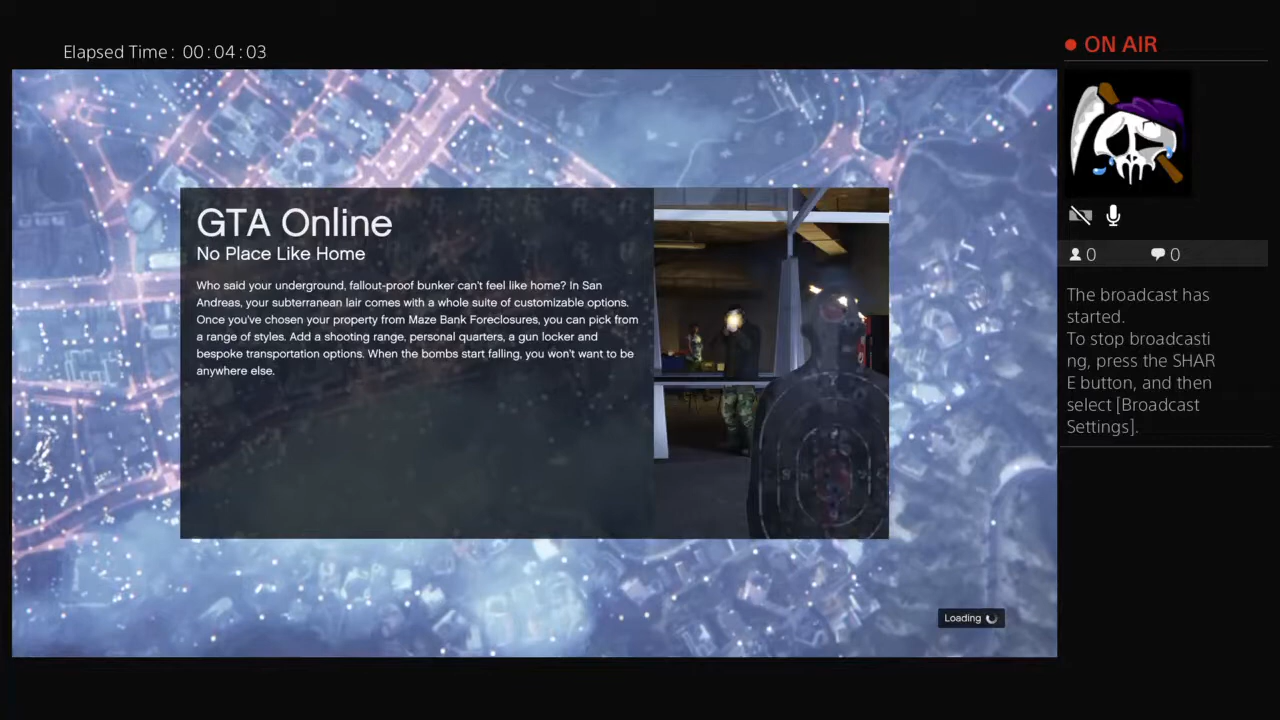 Elapsed Time: 00:04:03
ON AIR
GTA Online
No Place Like Home
Who said your underground, fallout-proof bunker can't feel like home? In San
Andreas, your subterranean lair comes with a whole suite of customizable options.
Once you've chosen your property from Maze Bank Foreclosures, you can pick from
a range of styles. Add a shooting range, personal quarters, a gun locker and
bespoke transportation options. When the bombs start falling, you won't want to be
anywhere else.
Loading
0 0
The broadcast has
started.
To stop broadcasti
ng, press the SHAR
E button, and then
select [Broadcast
Settings].